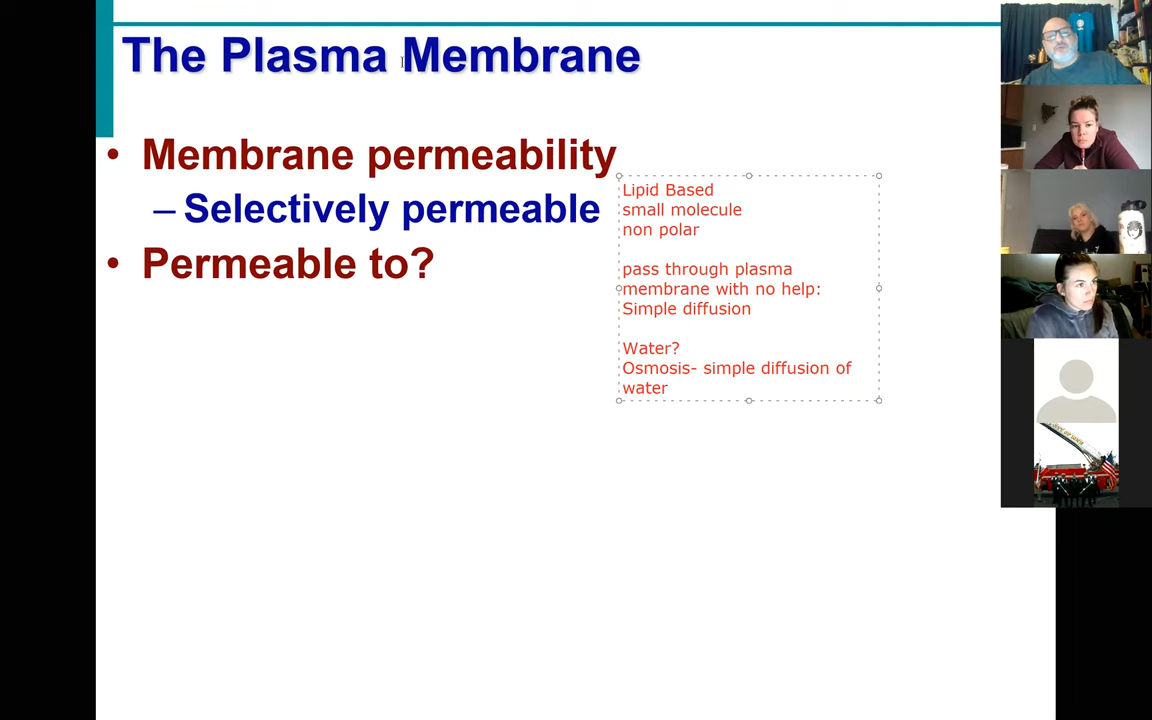 The Plasma Membrane
• Membrane permeability
– Selectively permeable
• Permeable to?
Lipid Based
small molecule
non polar
pass through plasma
membrane with no help:
Simple diffusion
Water?
Osmosis- simple diffusion of
water